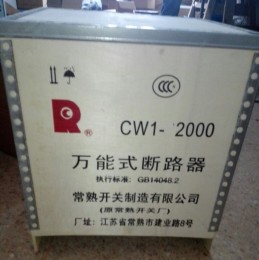 CCC
R ®
CW1- 2000
万能式断路器
执行标准: GB14048.2
常熟开关制造有限公司
(原常熟开关厂)
厂址: 江苏省常熟市建业路8号